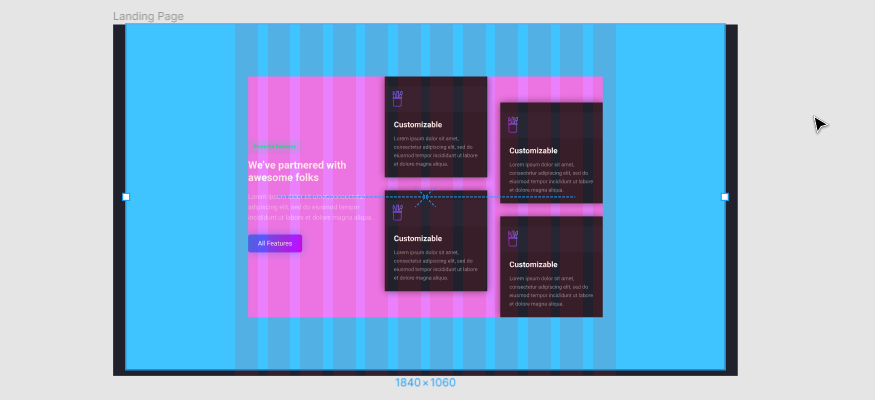 Landing Page
We've partnered with
awesome folks
Lorem ipsum dolor sit amet, consectetur
adipiscing elit, sed do eiusmod tempor
incididunt ut labore et dolore magna aliqua.
All Features
Customizable
Lorem ipsum dolor sit amet,
consectetur adipiscing elit, sed do
eiusmod tempor incididunt ut labore
et dolore magna aliqua.
Customizable
Lorem ipsum dolor sit amet,
consectetur adipiscing elit, sed do
eiusmod tempor incididunt ut labore
et dolore magna aliqua.
Customizable
Lorem ipsum dolor sit amet,
consectetur adipiscing elit, sed do
eiusmod tempor incididunt ut labore
et dolore magna aliqua.
Customizable
Lorem ipsum dolor sit amet,
consectetur adipiscing elit, sed do
eiusmod tempor incididunt ut labore
et dolore magna aliqua.
1840 × 1060